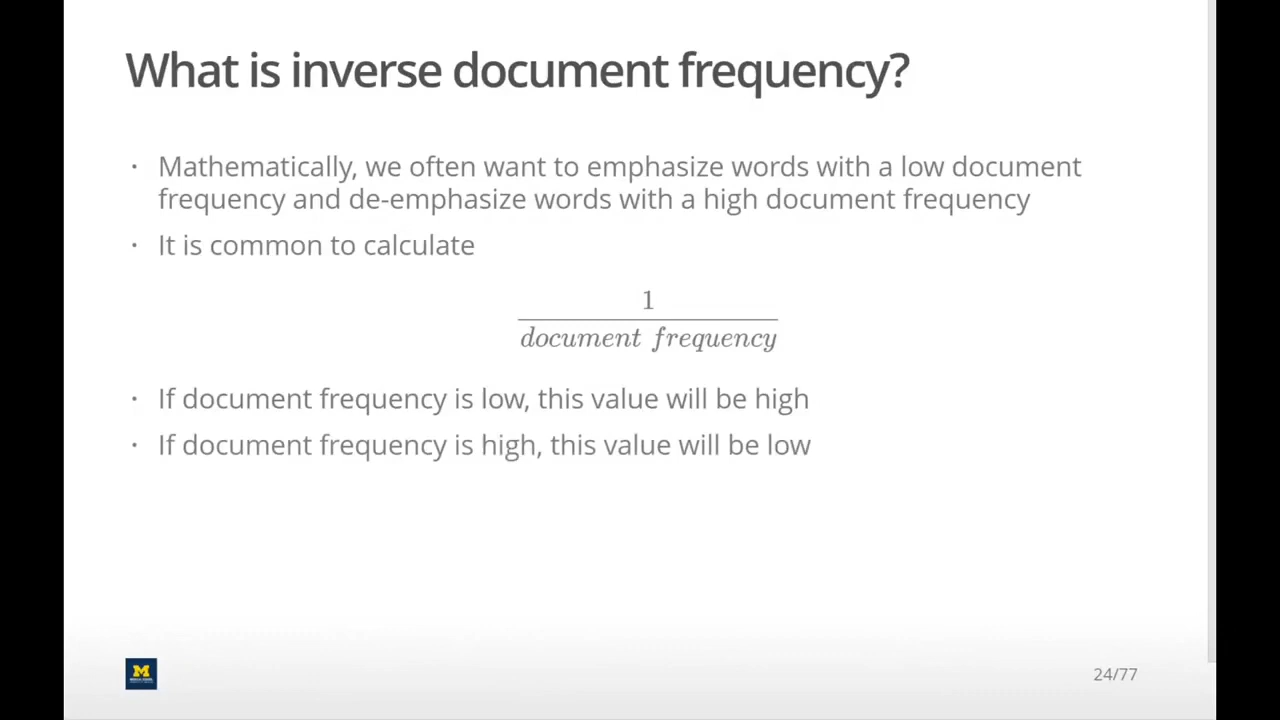 What is inverse document frequency?
· Mathematically, we often want to emphasize words with a low document
frequency and de-emphasize words with a high document frequency
· It is common to calculate
1
document frequency
· If document frequency is low, this value will be high
· If document frequency is high, this value will be low
M
24/77